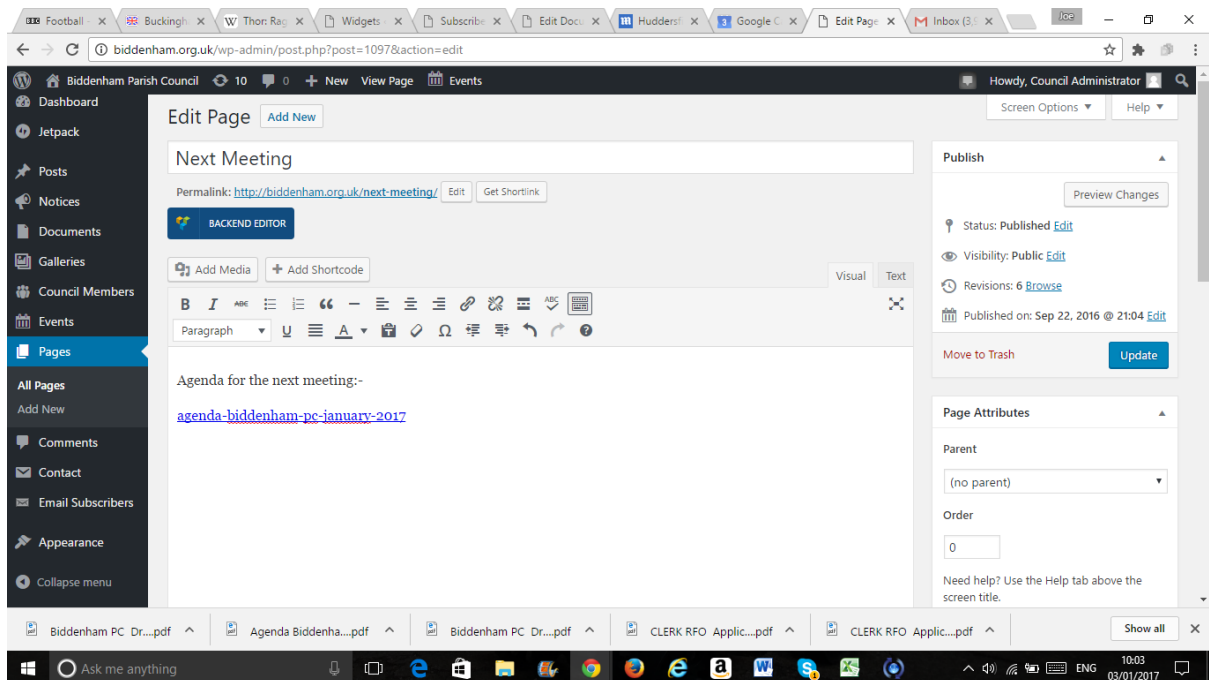 Football - Buckingh Thor: Rag Widgets Subscribe Edit Docu Huddersf Google C Edit Page Inbox (3, Joe
biddenham.org.uk/wp-admin/post.php?post=1097&action=edit
Biddenham Parish Council 10 0 + New View Page Events Howdy, Council Administrator
Dashboard
Jetpack
Posts
Notices
Documents
Galleries
Council Members
Events
Pages
All Pages
Add New
Comments
Contact
Email Subscribers
Appearance
Collapse menu
Screen Options ▼ Help ▼
Edit Page Add New
Next Meeting
Permalink: http://biddenham.org.uk/next-meeting/ Edit Get Shortlink
BACKEND EDITOR
Add Media + Add Shortcode Visual Text
B I ABC ABC
Paragraph U A Ω
Agenda for the next meeting:-
agenda-biddenham-pc-january-2017
Publish
Preview Changes
Status: Published Edit
Visibility: Public Edit
Revisions: 6 Browse
Published on: Sep 22, 2016 @ 21:04 Edit
Move to Trash Update
Page Attributes
Parent
(no parent)
Order
0
Need help? Use the Help tab above the
screen title.
Biddenham PC Dr....pdf Agenda Biddenha....pdf Biddenham PC Dr....pdf CLERK RFO Applic....pdf CLERK RFO Applic....pdf Show all
Ask me anything ENG 10:03
03/01/2017